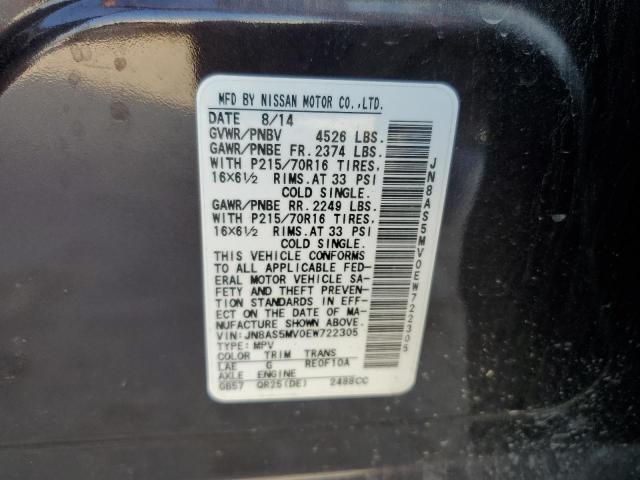 MFD BY NISSAN MOTOR CO.,LTD.
DATE 8/14
GVWR/PNBV 4526 LBS.
GAWR/PNBE FR. 2374 LBS.
WITH P215/70R16 TIRES.
16X6½ RIMS.AT 33 PSI
COLD SINGLE.
GAWR/PNBE RR. 2249 LBS.
WITH P215/70R16 TIRES.
16X6½ RIMS.AT 33 PSI
COLD SINGLE.
THIS VEHICLE CONFORMS
TO ALL APPLICABLE FED-
ERAL MOTOR VEHICLE SA-
FETY AND THEFT PREVEN-
TION STANDARDS IN EFF-
ECT ON THE DATE OF MA-
NUFACTURE SHOWN ABOVE.
VIN:JN8AS5MV0EW722305
TYPE:MPV
COLOR TRIM TRANS
LAE G RE0F10A
AXLE ENGINE
GB57 QR25(DE) 2488CC
JN8AS5MV0EW722305